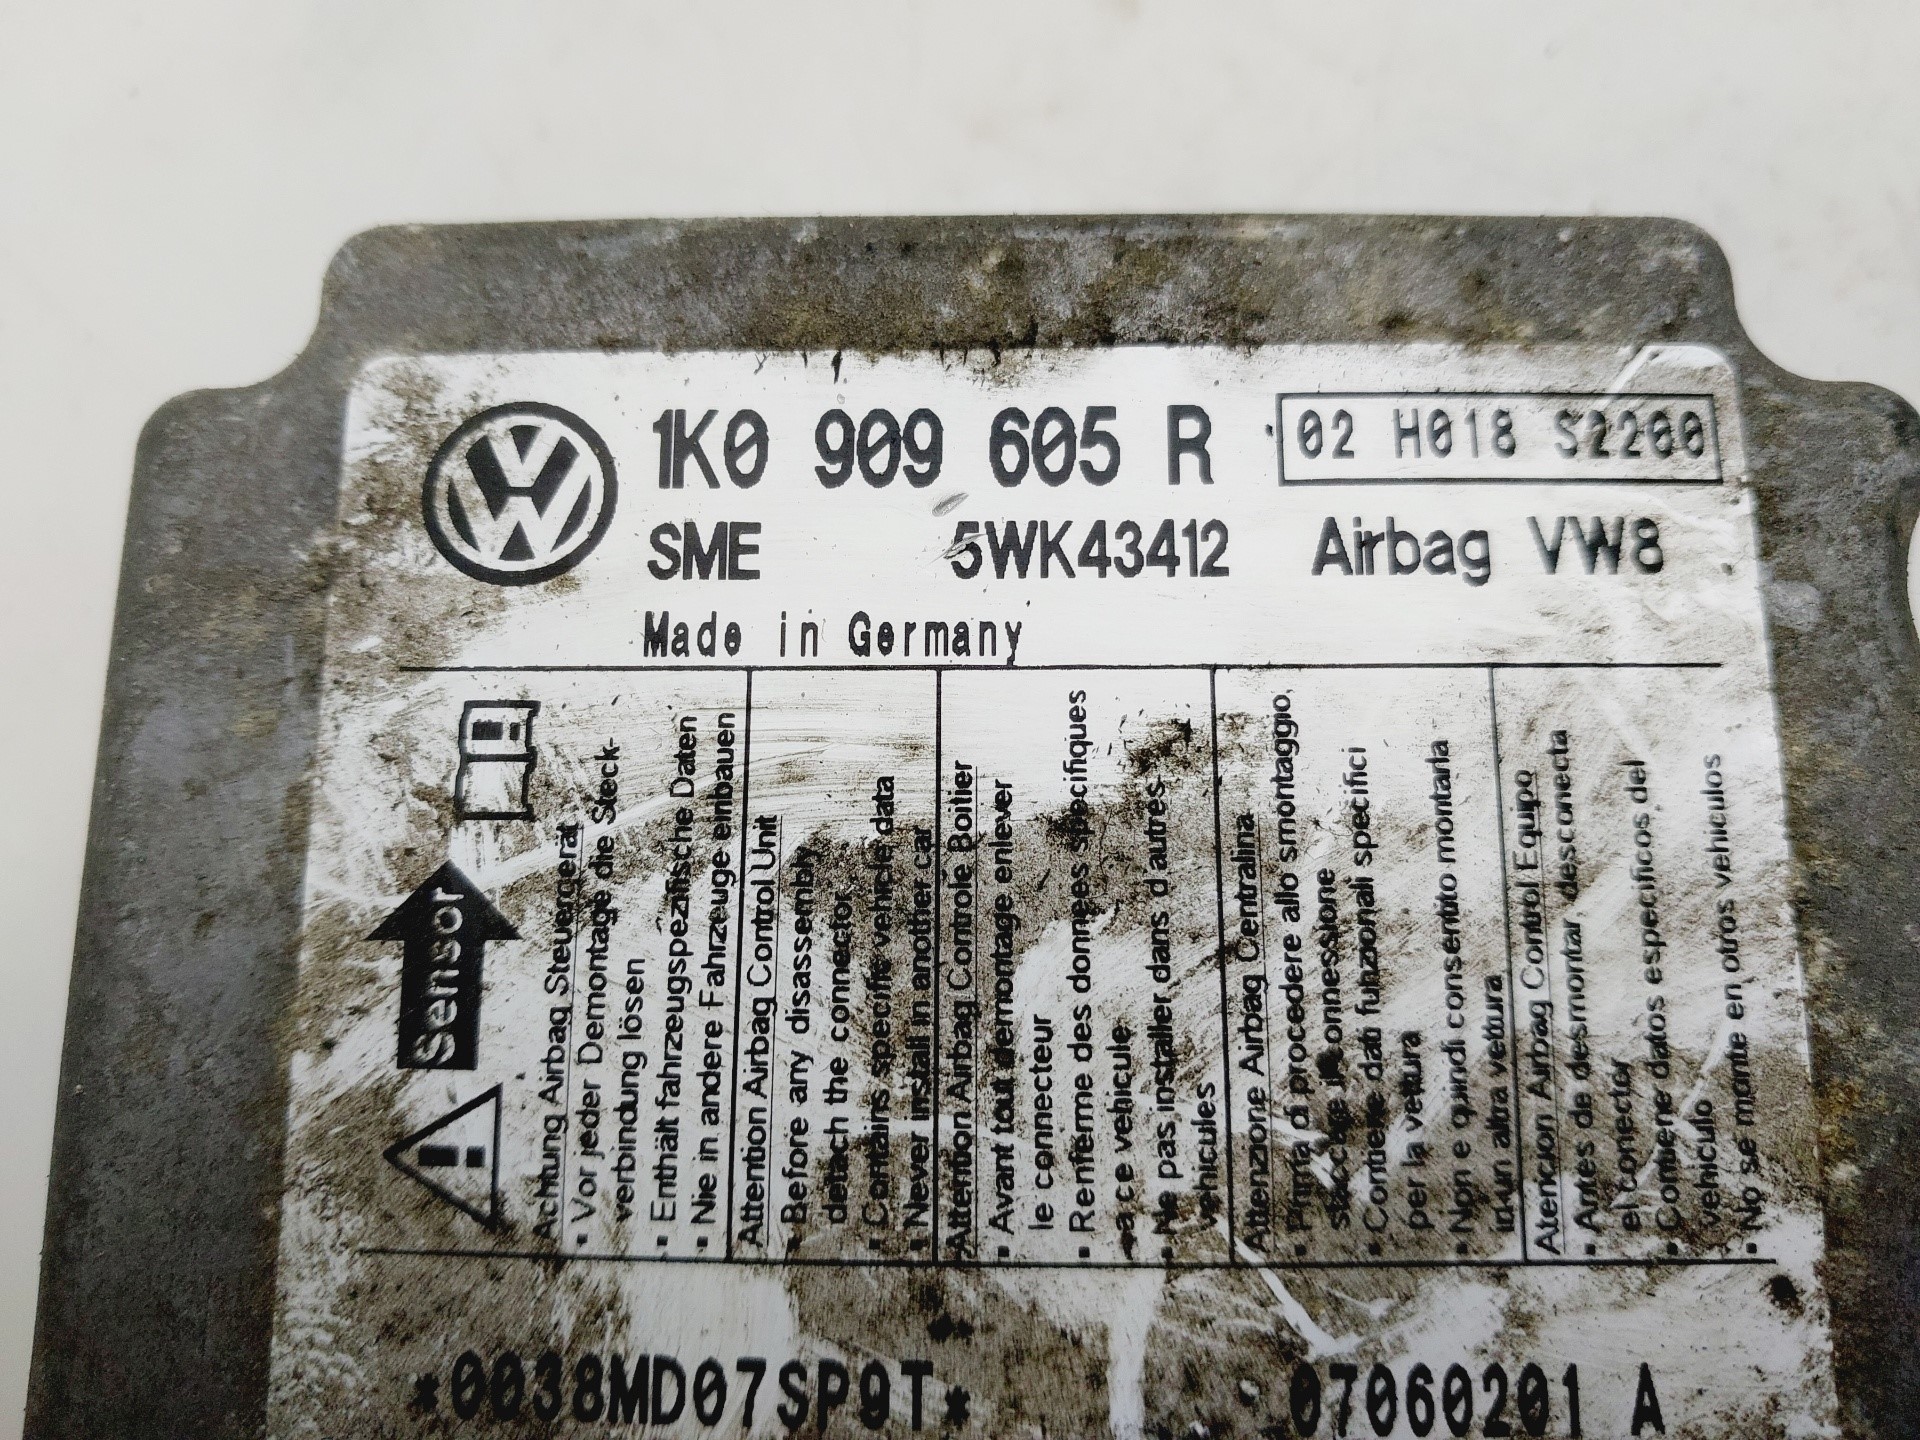 1K0 909 605 R 02 H018 S2200
SME 5WK43412 Airbag VW8
Made in Germany
Sensor
Achtung Airbag Steuergerät
▪ Vor jeder Demontage die Steck-
verbindung lösen
▪ Enthält fahrzeugspezifische Daten
▪ Nie in andere Fahrzeuge einbauen
Attention Airbag Control Unit
▪ Before any disassembly
detach the connector
▪ Contains specific vehicle data
▪ Never install in another car
Attention Airbag Controle Boitier
▪ Avant tout demontage enlever
le connecteur
▪ Renferme des données spécifiques
a ce vehicule
▪ Ne pas installer dans d'autres
vehicules
Attenzione Airbag Centralina
▪ Prima di procedere allo smontaggio,
staccare la connessione
▪ Contiene dati funzionali specifici
per la vettura
▪ Non e quindi consentito montarla
su un altra vettura
Atencion Airbag Control Equipo
▪ Antes de desmontar, desconecta
el conector
▪ Contiene datos especificos del
vehiculo
▪ No se monte en otros vehiculos
*0038MD07SP9T* 07060201 A